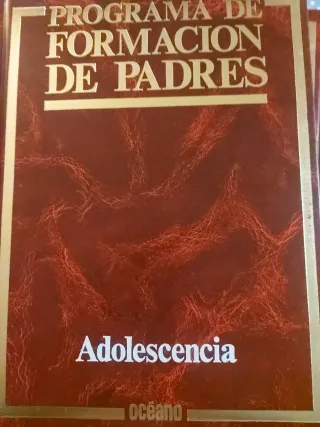 PROGRAMA DE
FORMACION
DE PADRES
Adolescencia
océano